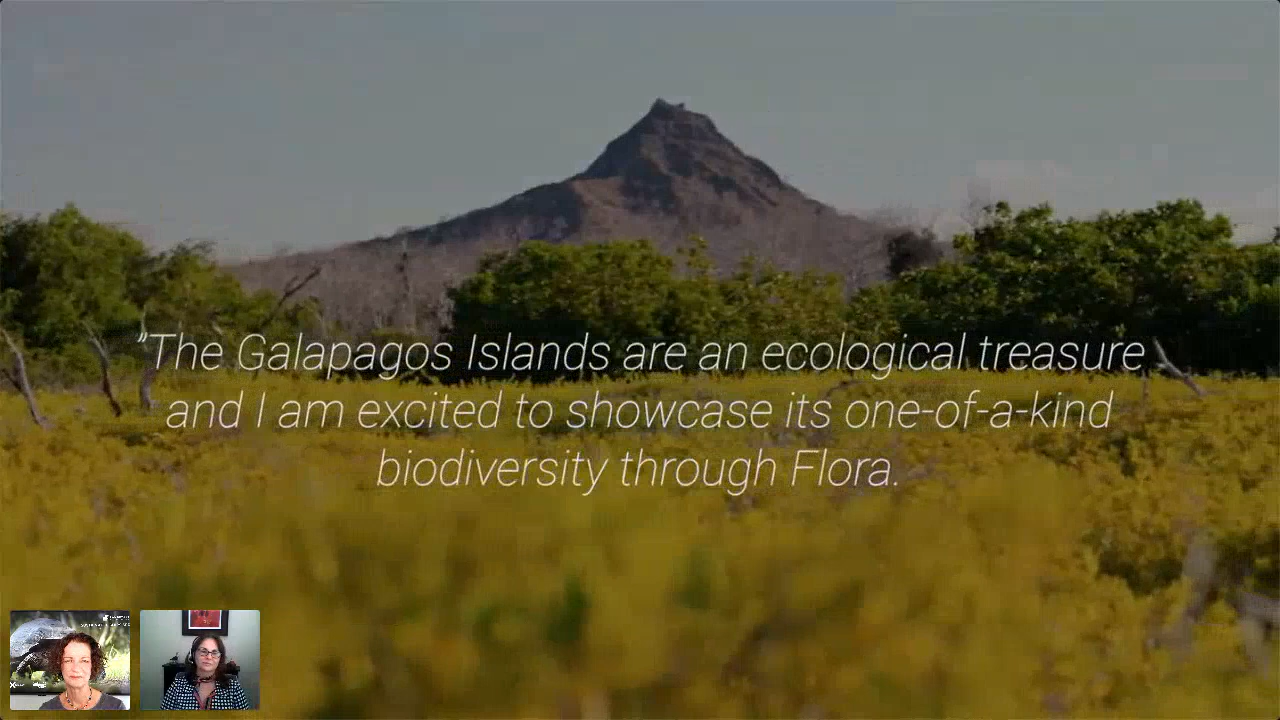 "The Galapagos Islands are an ecological treasure
and I am excited to showcase its one-of-a-kind
biodiversity through Flora.